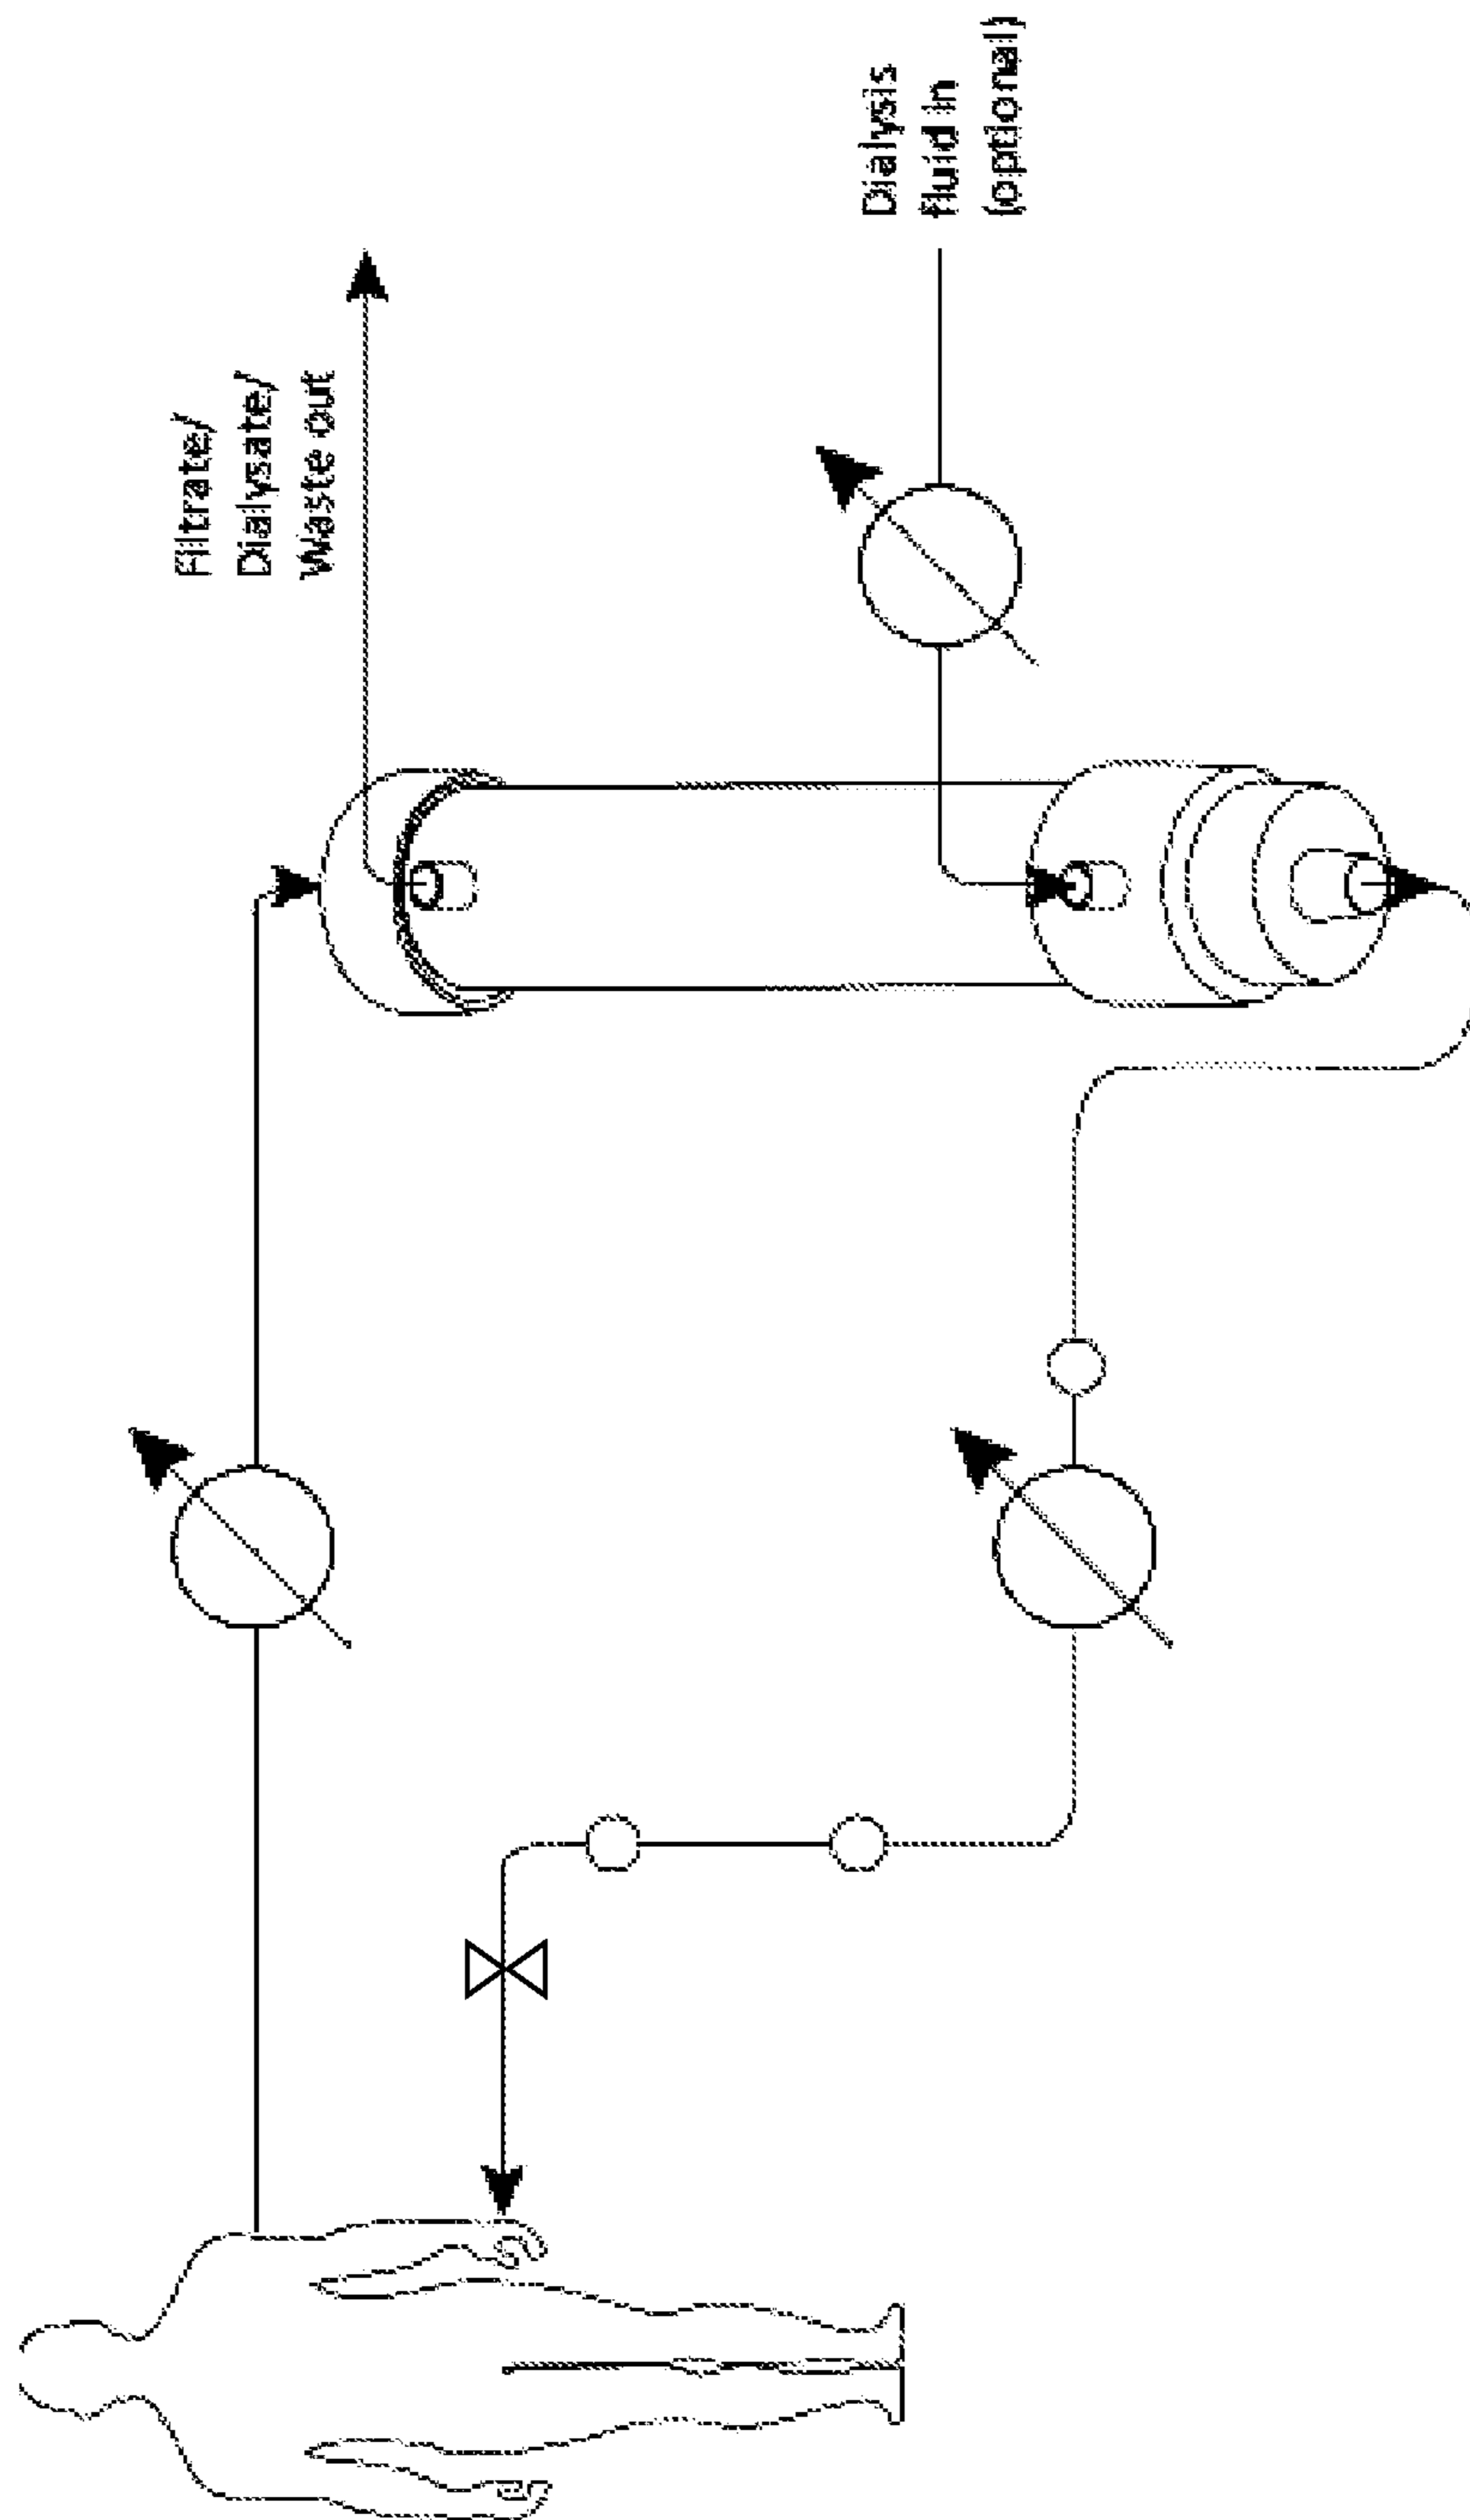 Filtrate/
Dialysate/
Waste out
Dialysis
fluid in
(optional)